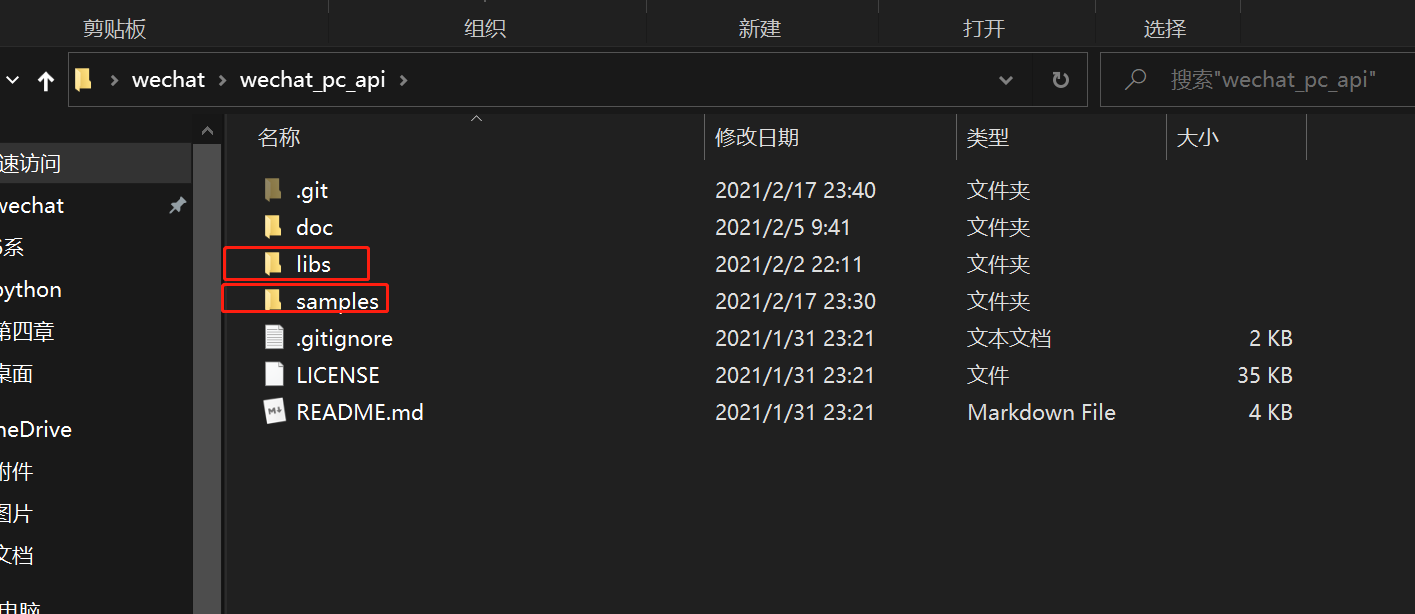 剪贴板 组织 新建 打开 选择
wechat wechat_pc_api 搜索"wechat_pc_api"
名称 修改日期 类型 大小
速访问
wechat
.git 2021/2/17 23:40 文件夹
doc 2021/2/5 9:41 文件夹
系
libs 2021/2/2 22:11 文件夹
python
samples 2021/2/17 23:30 文件夹
第四章
.gitignore 2021/1/31 23:21 文本文档 2 KB
桌面
LICENSE 2021/1/31 23:21 文件 35 KB
README.md 2021/1/31 23:21 Markdown File 4 KB
neDrive
附件
图片
文档
电脑